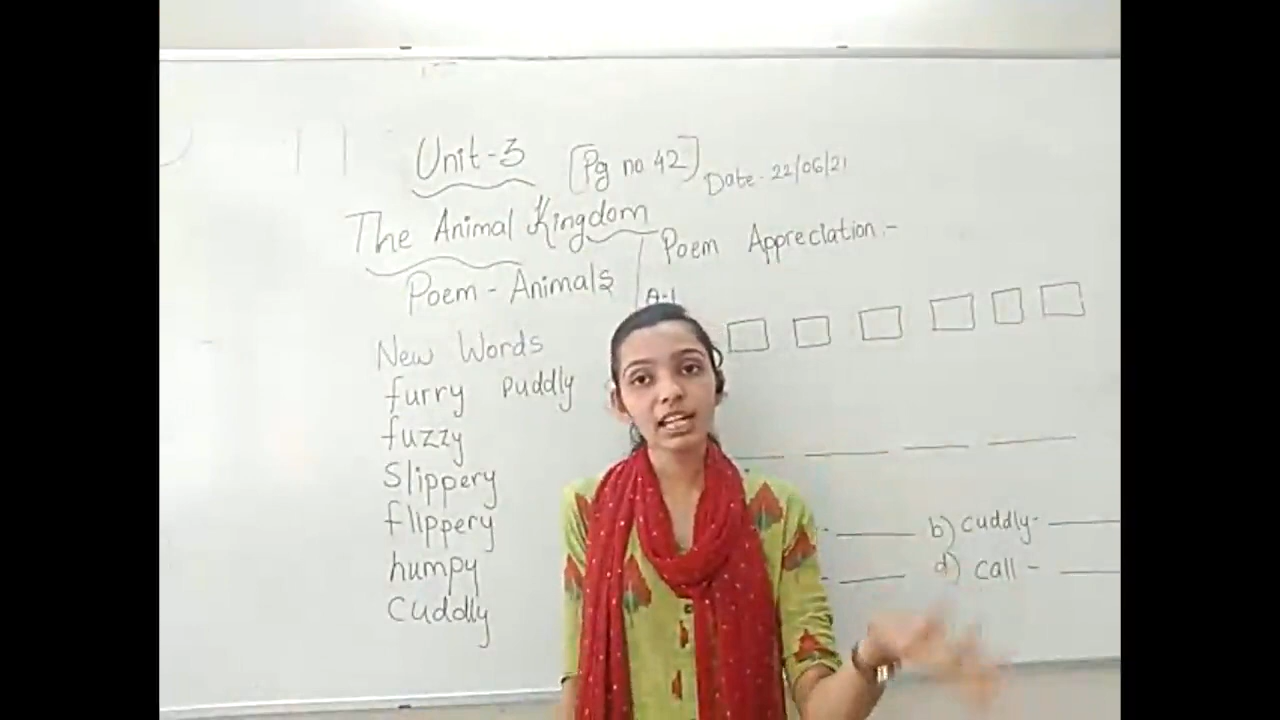 Unit-3 [Pg no 42] Date- 22/06/21
The Animal Kingdom
Poem - Animals
New Words
furry puddly
fuzzy
Slippery
flippery
humpy
Cuddly
Poem Appreciation:-
A-1
b) cuddly-
d) call -